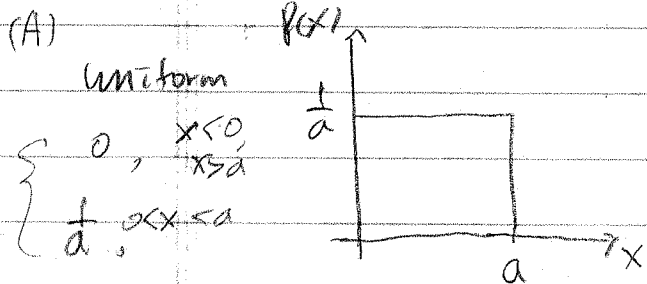 (A)
uniform
{ 0, x<0,
x>a
1/a, 0<x<a
P(x)
1/a
a
x